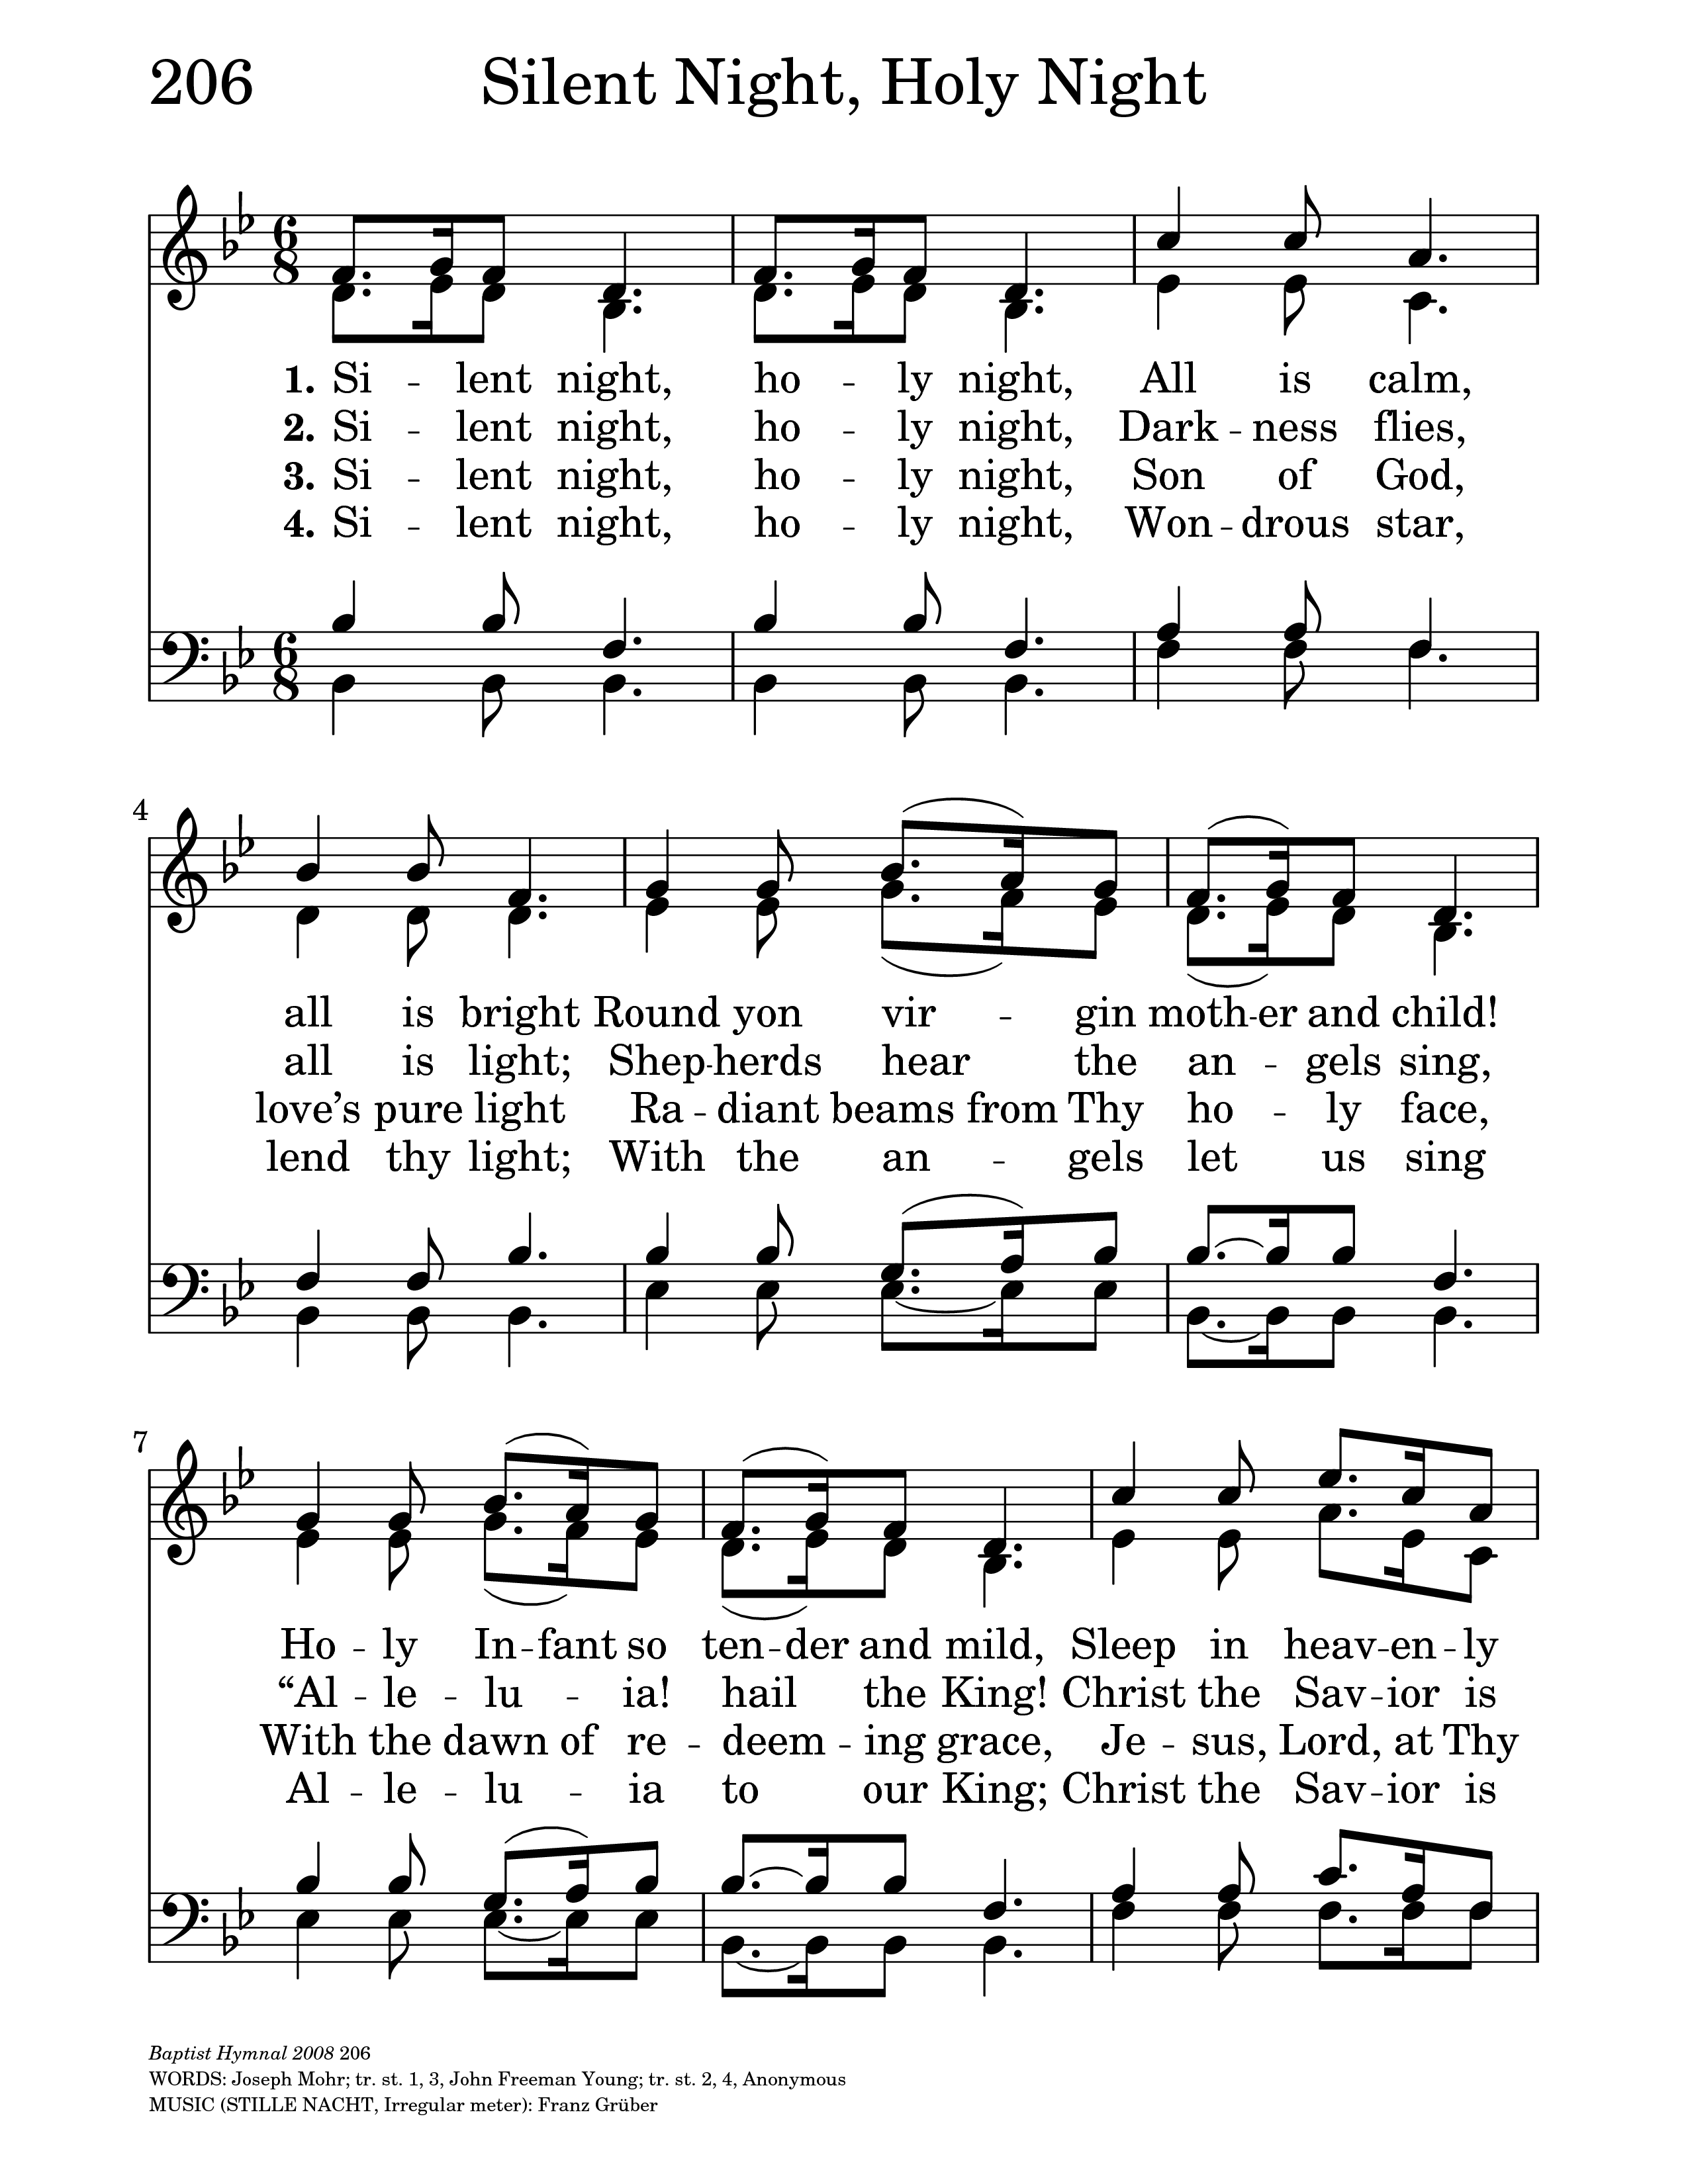 206 Silent Night, Holy Night
6 8
1. Si -- lent night, ho -- ly night, All is calm,
2. Si -- lent night, ho -- ly night, Dark -- ness flies,
3. Si -- lent night, ho -- ly night, Son of God,
4. Si -- lent night, ho -- ly night, Won -- drous star,
6 8
4
all is bright Round yon vir -- gin moth -- er and child!
all is light; Shep -- herds hear the an -- gels sing,
love’s pure light Ra -- diant beams from Thy ho -- ly face,
lend thy light; With the an -- gels let us sing
7
Ho -- ly In -- fant so ten -- der and mild, Sleep in heav -- en -- ly
“Al -- le -- lu -- ia! hail the King! Christ the Sav -- ior is
With the dawn of re -- deem -- ing grace, Je -- sus, Lord, at Thy
Al -- le -- lu -- ia to our King; Christ the Sav -- ior is
Baptist Hymnal 2008 206
WORDS: Joseph Mohr; tr. st. 1, 3, John Freeman Young; tr. st. 2, 4, Anonymous
MUSIC (STILLE NACHT, Irregular meter): Franz Grüber